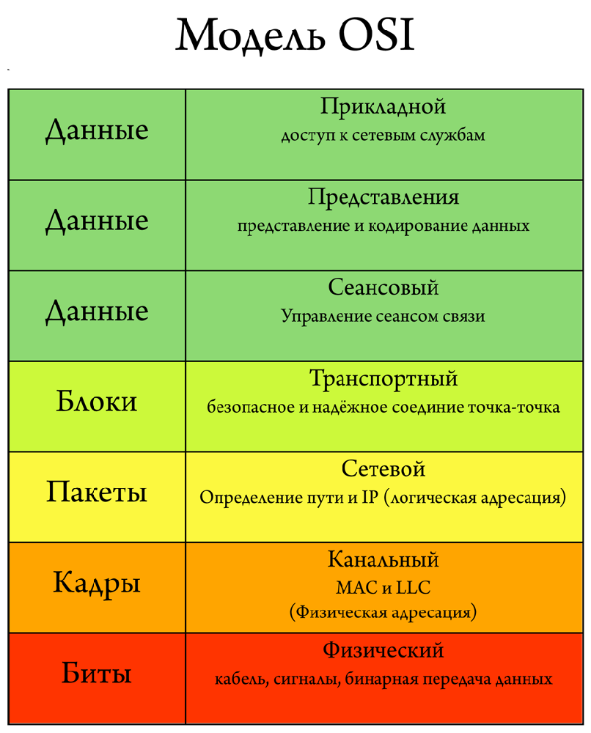 Модель OSI
Данные
Прикладной
доступ к сетевым службам
Данные
Представления
представление и кодирование данных
Данные
Сеансовый
Управление сеансом связи
Блоки
Транспортный
безопасное и надёжное соединие точка-точка
Пакеты
Сетевой
Определение пути и IP (логическая адресация)
Кадры
Канальный
MAC и LLC
(Физическая адресация)
Биты
Физический
кабель, сигналы, бинарная передача данных